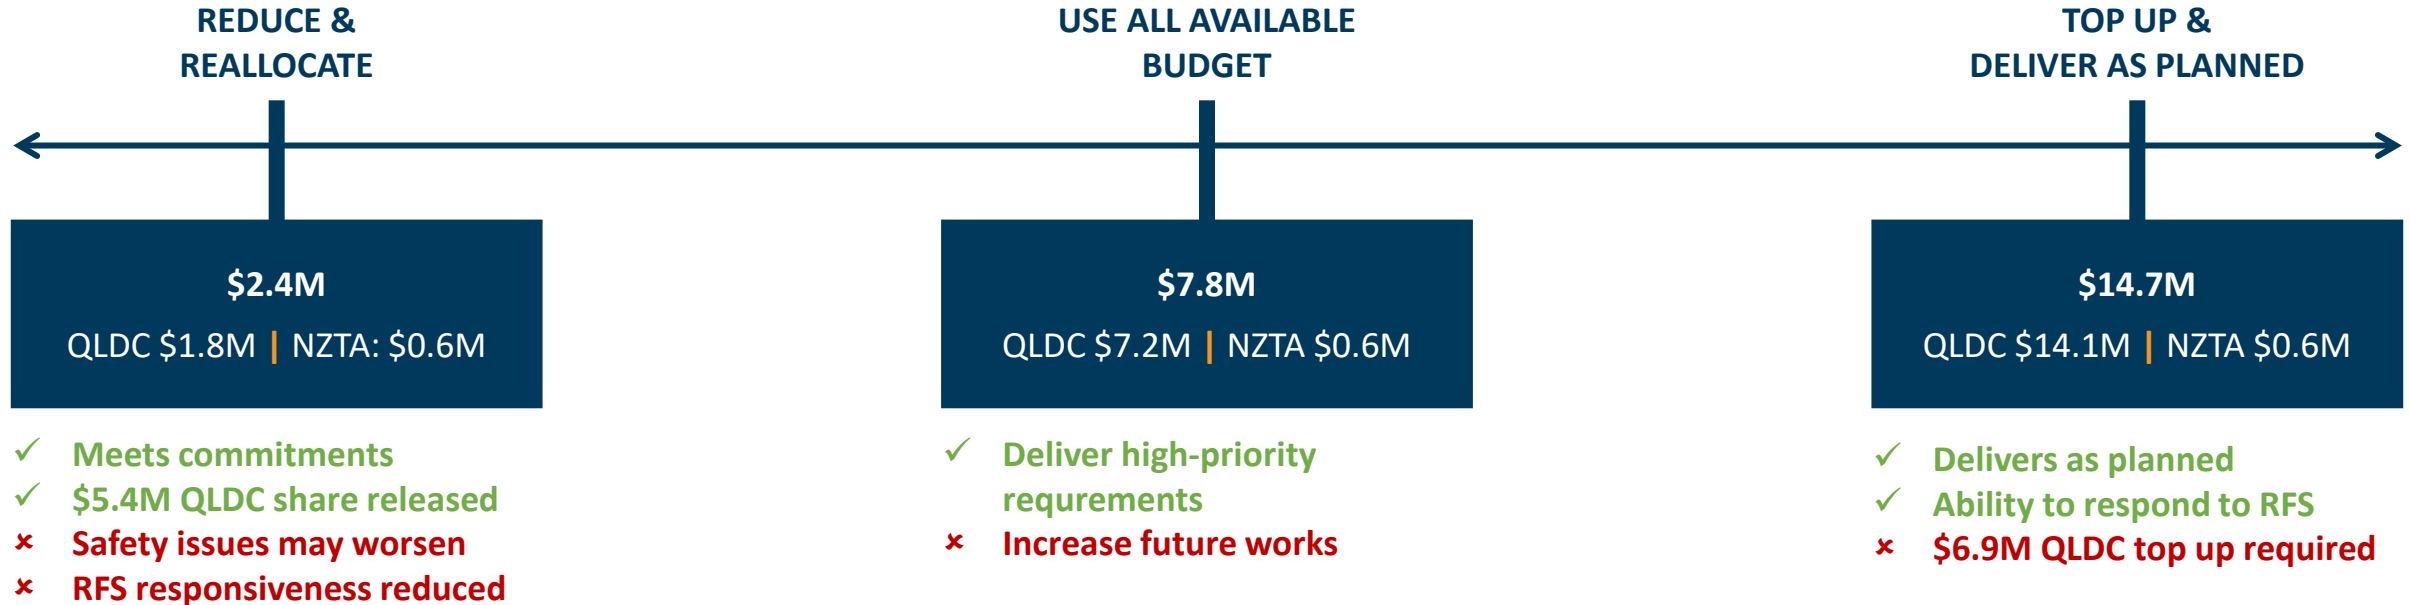 REDUCE &
REALLOCATE
$2.4M
QLDC $1.8M | NZTA: $0.6M
✓ Meets commitments
✓ $5.4M QLDC share released
× Safety issues may worsen
× RFS responsiveness reduced
USE ALL AVAILABLE
BUDGET
$7.8M
QLDC $7.2M | NZTA $0.6M
✓ Deliver high-priority
requrements
× Increase future works
TOP UP &
DELIVER AS PLANNED
$14.7M
QLDC $14.1M | NZTA $0.6M
✓ Delivers as planned
✓ Ability to respond to RFS
× $6.9M QLDC top up required